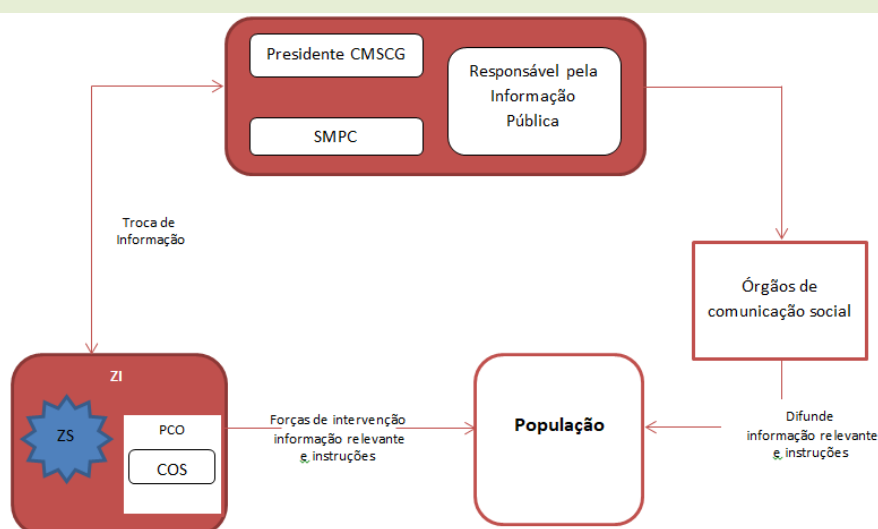 Presidente CMSCG
SMPC
Responsável pela
Informação
Pública
Troca de
Informação
Órgãos de
comunicação social
ZI
ZS
PCO
COS
Forças de intervenção
informação relevante
e instruções
População
Difunde
informação relevante
e instruções